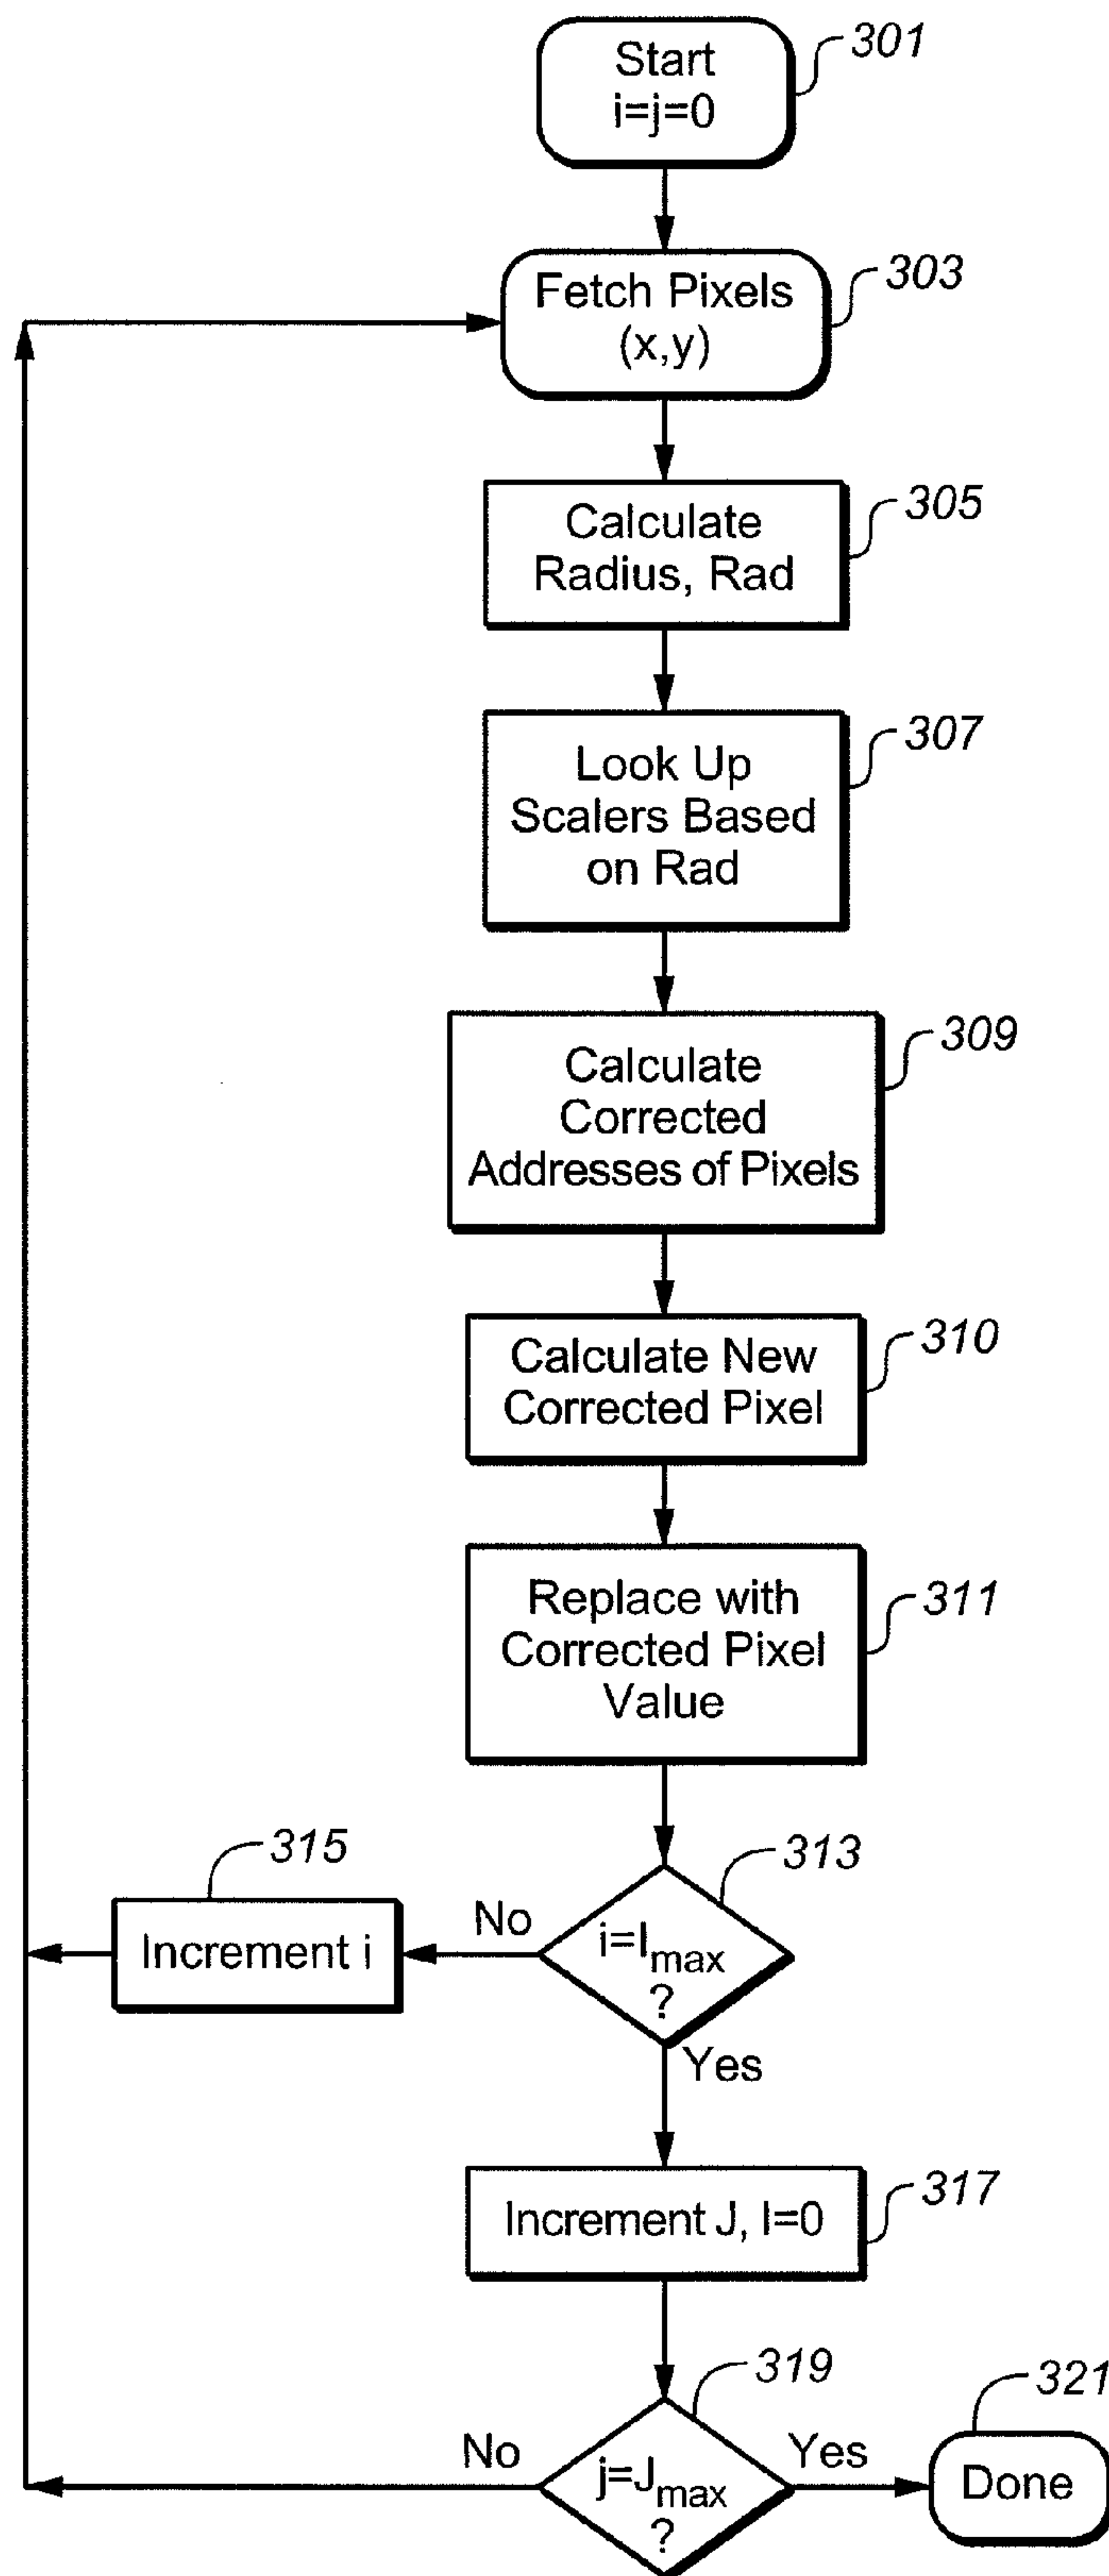 Start
i=j=0
301
Fetch Pixels
(x,y)
303
Calculate
Radius, Rad
305
Look Up
Scalers Based
on Rad
307
Calculate
Corrected
Addresses of Pixels
309
Calculate New
Corrected Pixel
310
Replace with
Corrected Pixel
Value
311
313
i=Imax
?
No
315
Increment i
Yes
Increment J, I=0
317
319
j=Jmax
?
No
Yes
321
Done